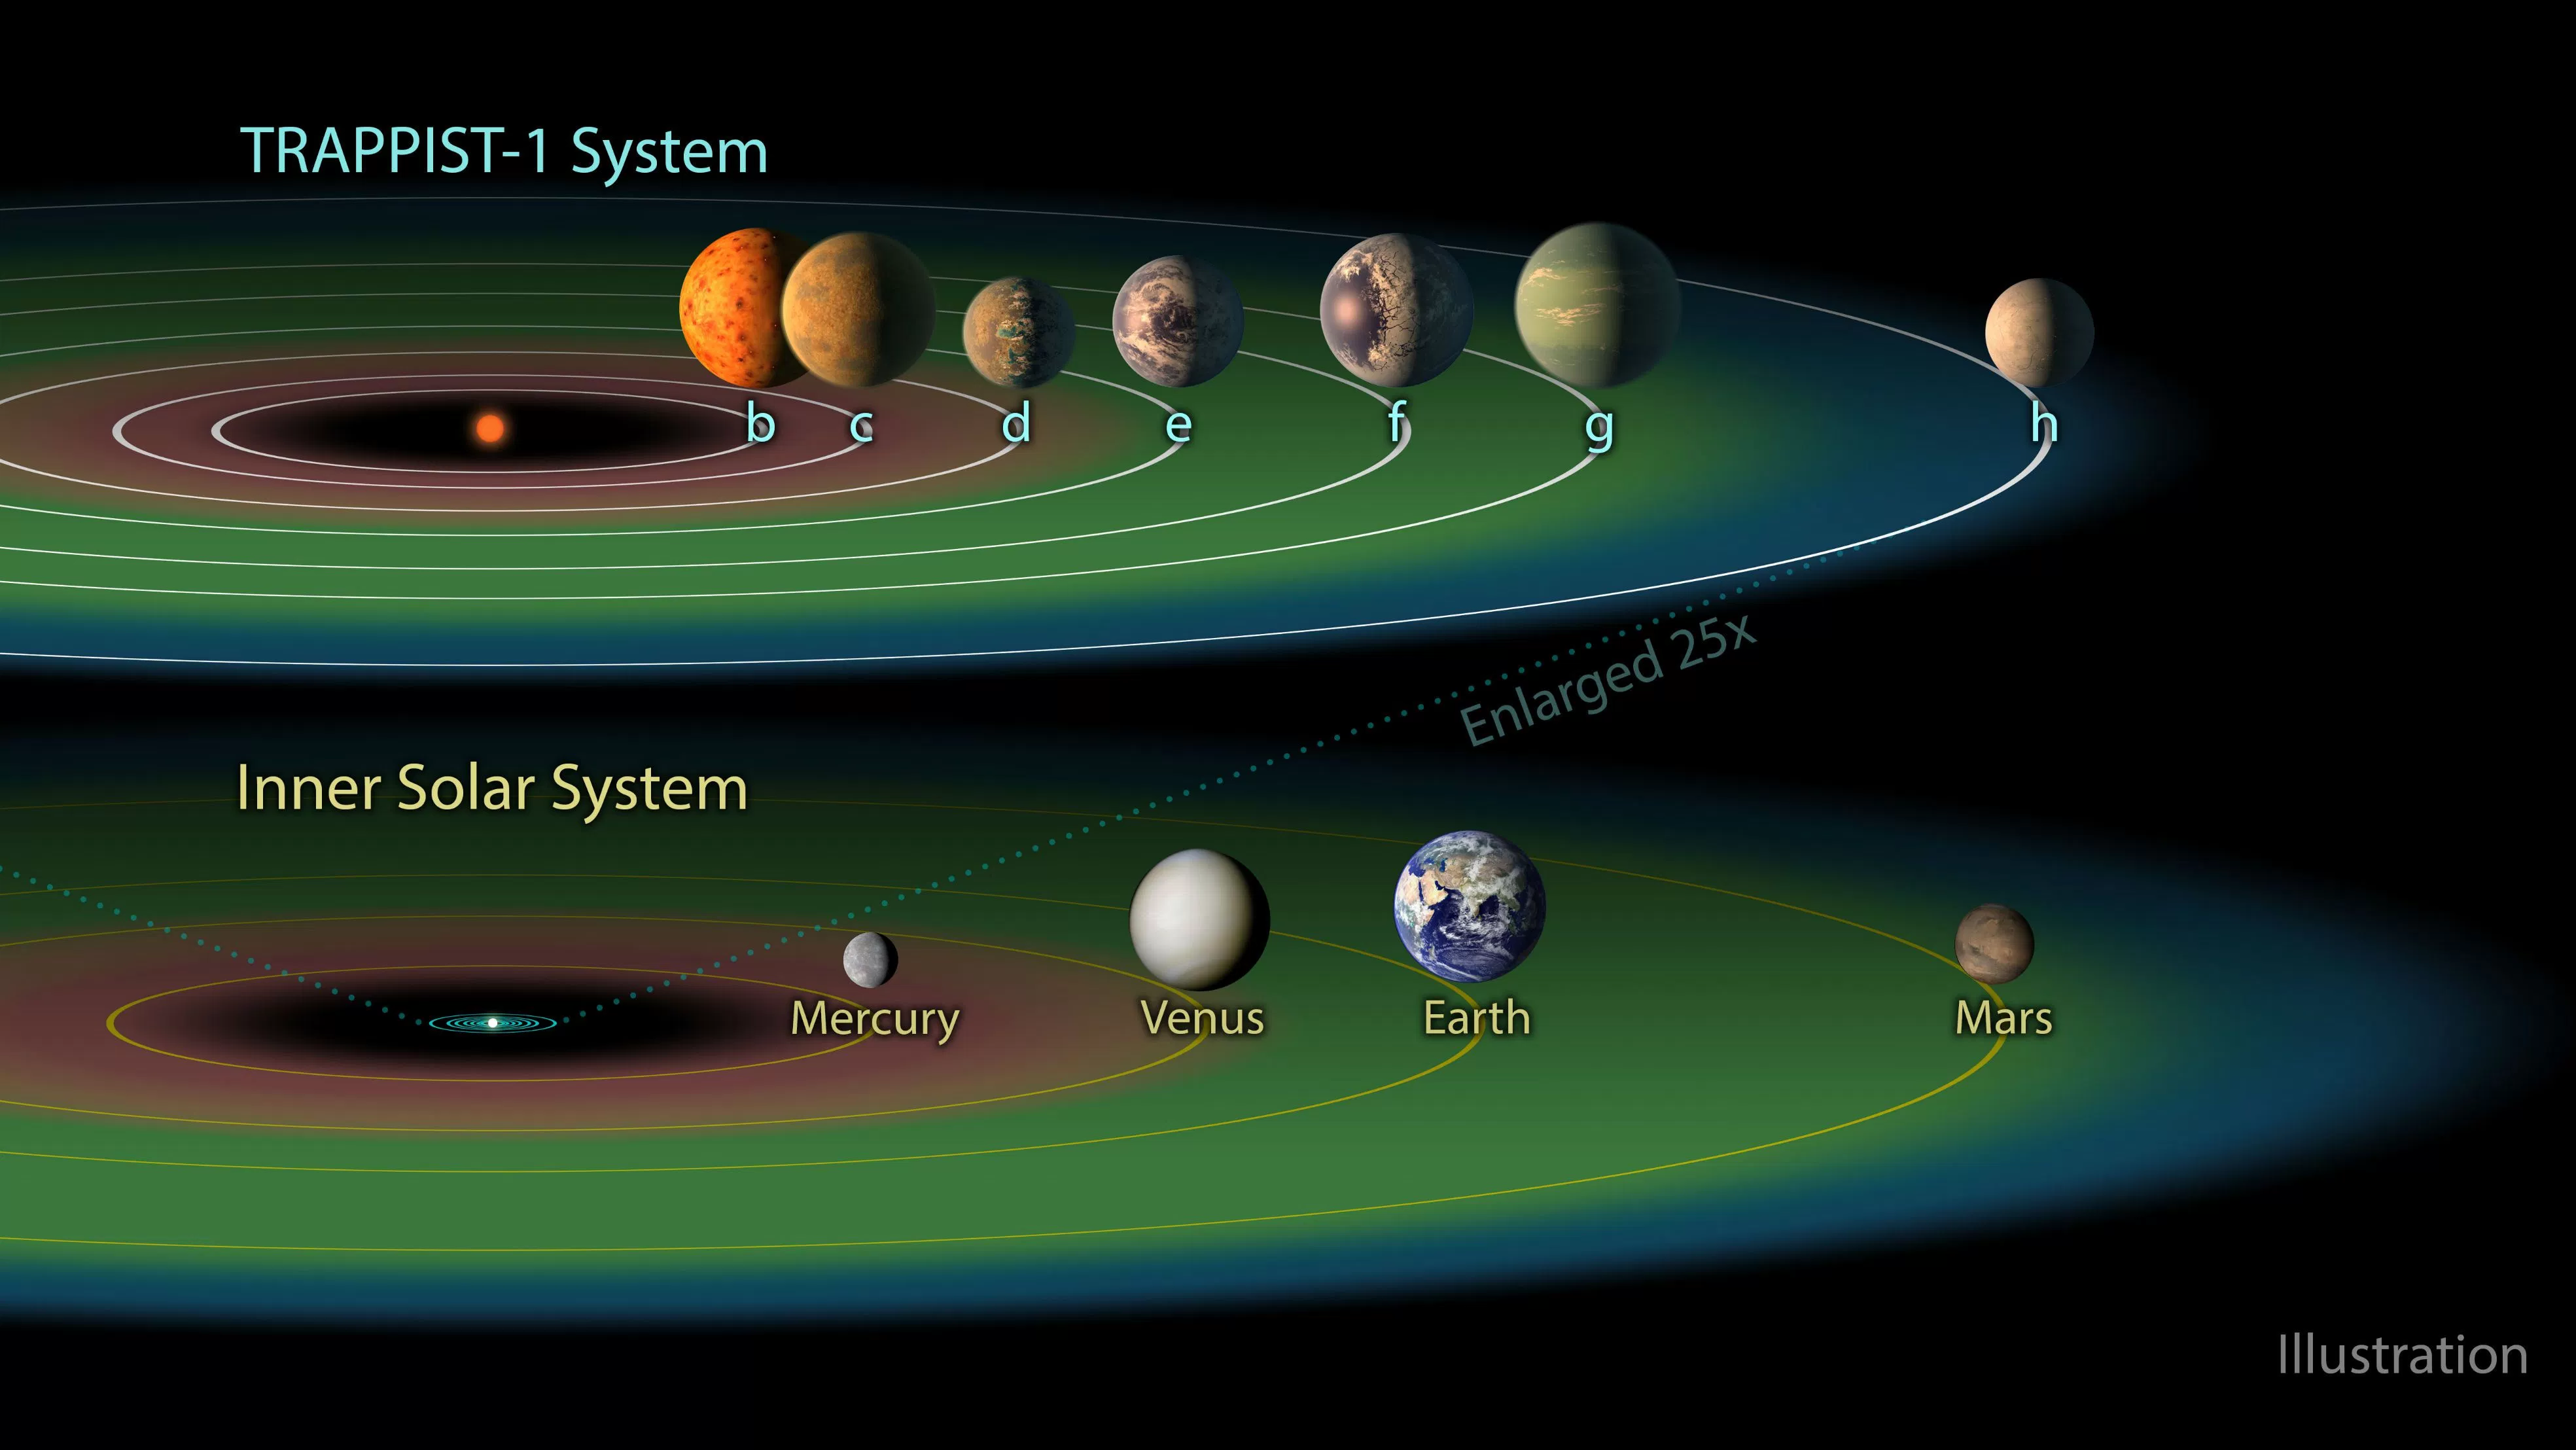 TRAPPIST-1 System
b c d e f g h
Enlarged 25x
Inner Solar System
Mercury Venus Earth Mars
Illustration